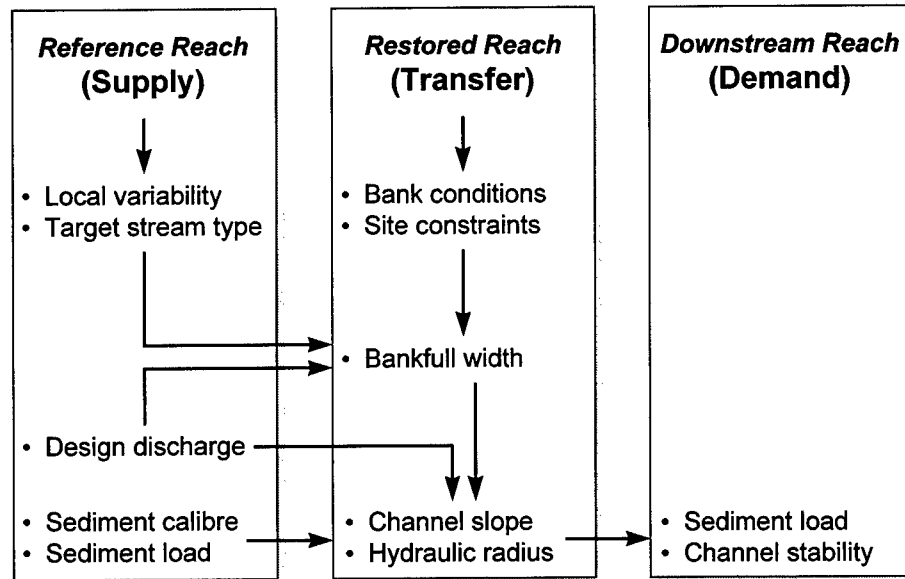 Reference Reach
(Supply)
• Local variability
• Target stream type
• Design discharge
• Sediment calibre
• Sediment load
Restored Reach
(Transfer)
• Bank conditions
• Site constraints
• Bankfull width
• Channel slope
• Hydraulic radius
Downstream Reach
(Demand)
• Sediment load
• Channel stability